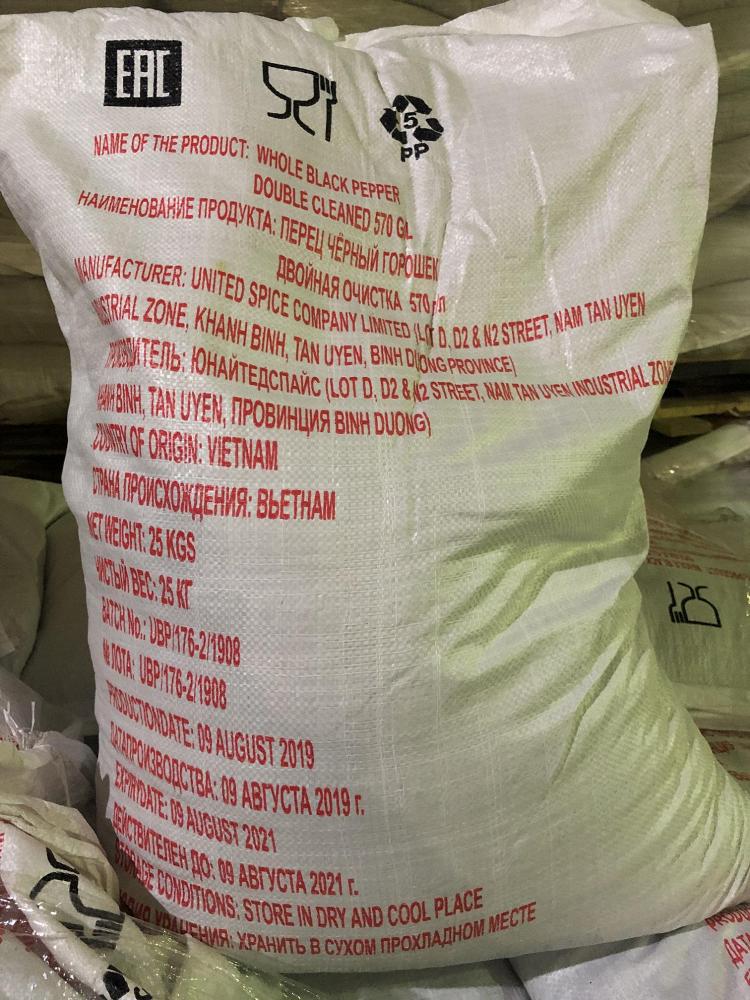 EAC
5
PP
NAME OF THE PRODUCT: WHOLE BLACK PEPPER
DOUBLE CLEANED 570 GL
НАИМЕНОВАНИЕ ПРОДУКТА: ПЕРЕЦ ЧЁРНЫЙ ГОРОШЕК
ДВОЙНАЯ ОЧИСТКА 570
MANUFACTURER: UNITED SPICE COMPANY LIMITED (LOT D, D2 & N2 STREET, NAM TAN UYEN
ZONE, KHANH BINH, TAN UYEN, BINH DUONG PROVINCE)
ЮНАЙТЕДСПАЙС (LOT D, D2 & N2 STREET, NAM TAN UYEN INDUSTRIAL ZONE
BINH, TAN UYEN, ПРОВИНЦИЯ BINH DUONG)
COUNTRY OF ORIGIN: VIETNAM
СТРАНА ПРОИСХОЖДЕНИЯ: ВЬЕТНАМ
NET WEIGHT: 25 KGS
ЧИСТЫЙ ВЕС: 25 КГ
BATCH No.: UBP/176-2/1908
№ ЛОТА: UBP/176-2/1908
PRODUCTIONDATE: 09 AUGUST 2019
ДАТАПРОИЗВОДСТВА: 09 АВГУСТА 2019 г.
EXPIRYDATE: 09 AUGUST 2021
ДЕЙСТВИТЕЛЕН ДО: 09 АВГУСТА 2021 г.
STORAGE CONDITIONS: STORE IN DRY AND COOL PLACE
ХРАНЕНИЯ: ХРАНИТЬ В СУХОМ ПРОХЛАДНОМ МЕСТЕ